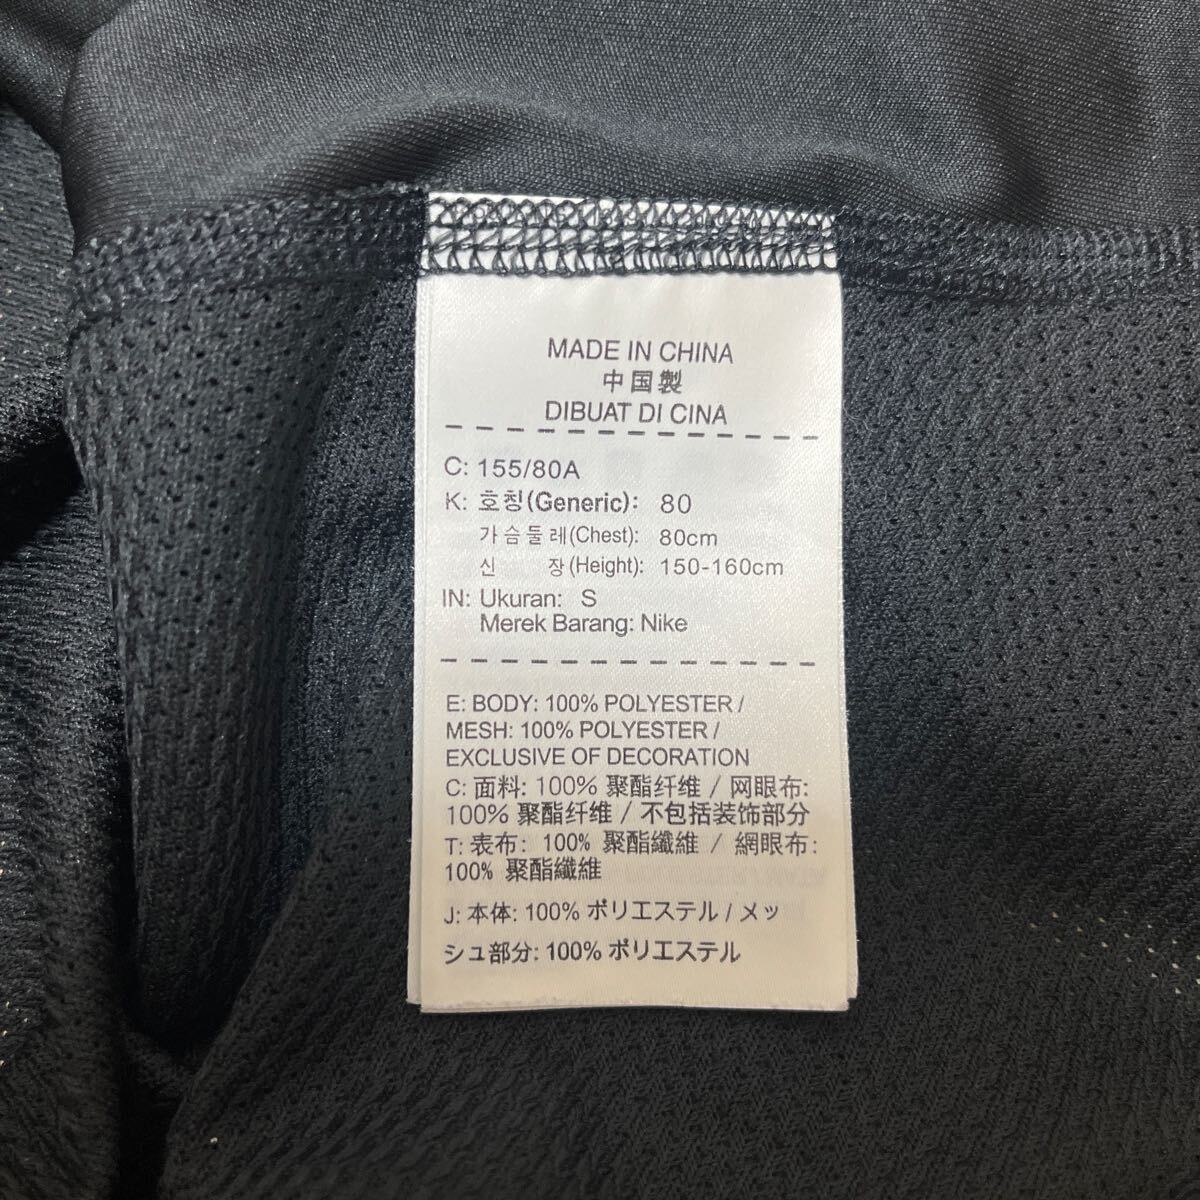 MADE IN CHINA
中国製
DIBUAT DI CINA
C: 155/80A
K: 호칭(Generic): 80
가슴둘레(Chest): 80cm
신 장(Height): 150-160cm
IN: Ukuran: S
Merek Barang: Nike
E: BODY: 100% POLYESTER /
MESH: 100% POLYESTER /
EXCLUSIVE OF DECORATION
C: 面料: 100% 聚酯纤维 / 网眼布:
100% 聚酯纤维 / 不包括装饰部分
T: 表布: 100% 聚酯纖維 / 網眼布:
100% 聚酯纖維
J: 本体: 100% ポリエステル / メッ
シュ部分: 100% ポリエステル